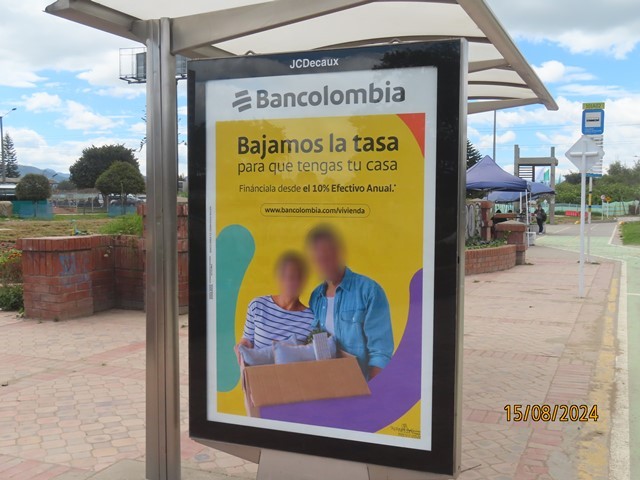 JCDecaux
Bancolombia
Bajamos la tasa
para que tengas tu casa
Finánciala desde el 10% Efectivo Anual.*
www.bancolombia.com/vivienda
15/08/2024